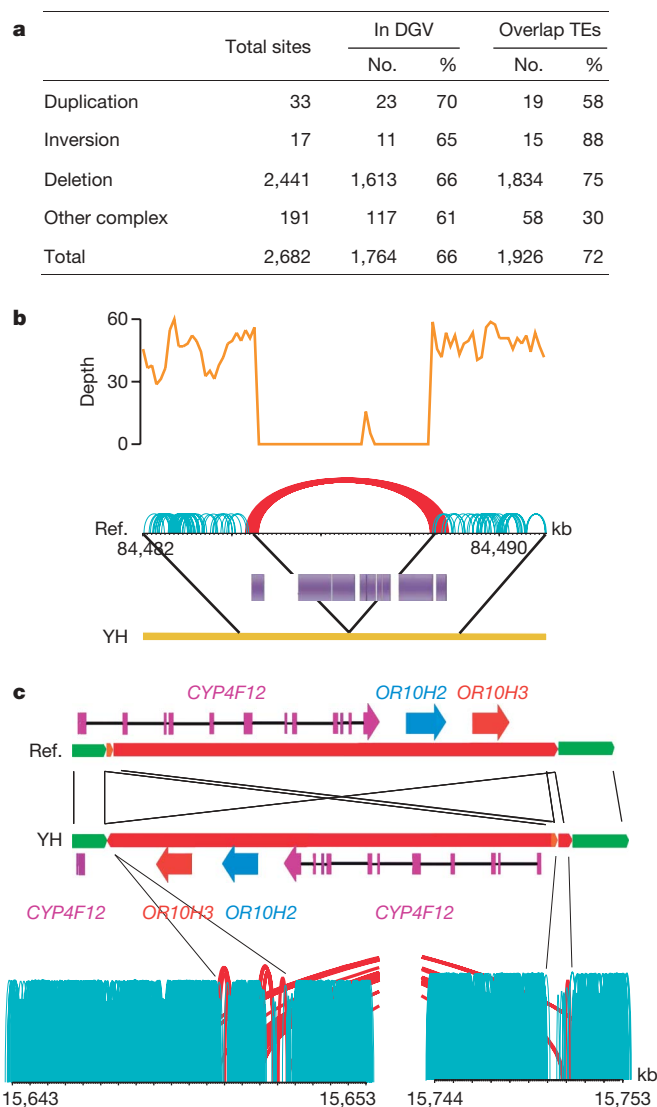 a
Total sites In DGV Overlap TEs
No. % No. %
Duplication 33 23 70 19 58
Inversion 17 11 65 15 88
Deletion 2,441 1,613 66 1,834 75
Other complex 191 117 61 58 30
Total 2,682 1,764 66 1,926 72
b
60
30
0
Depth
Ref.
84,482 84,490 kb
YH
c
CYP4F12 OR10H2 OR10H3
Ref.
YH
CYP4F12 OR10H3 OR10H2 CYP4F12
15,643 15,653 15,744 15,753 kb